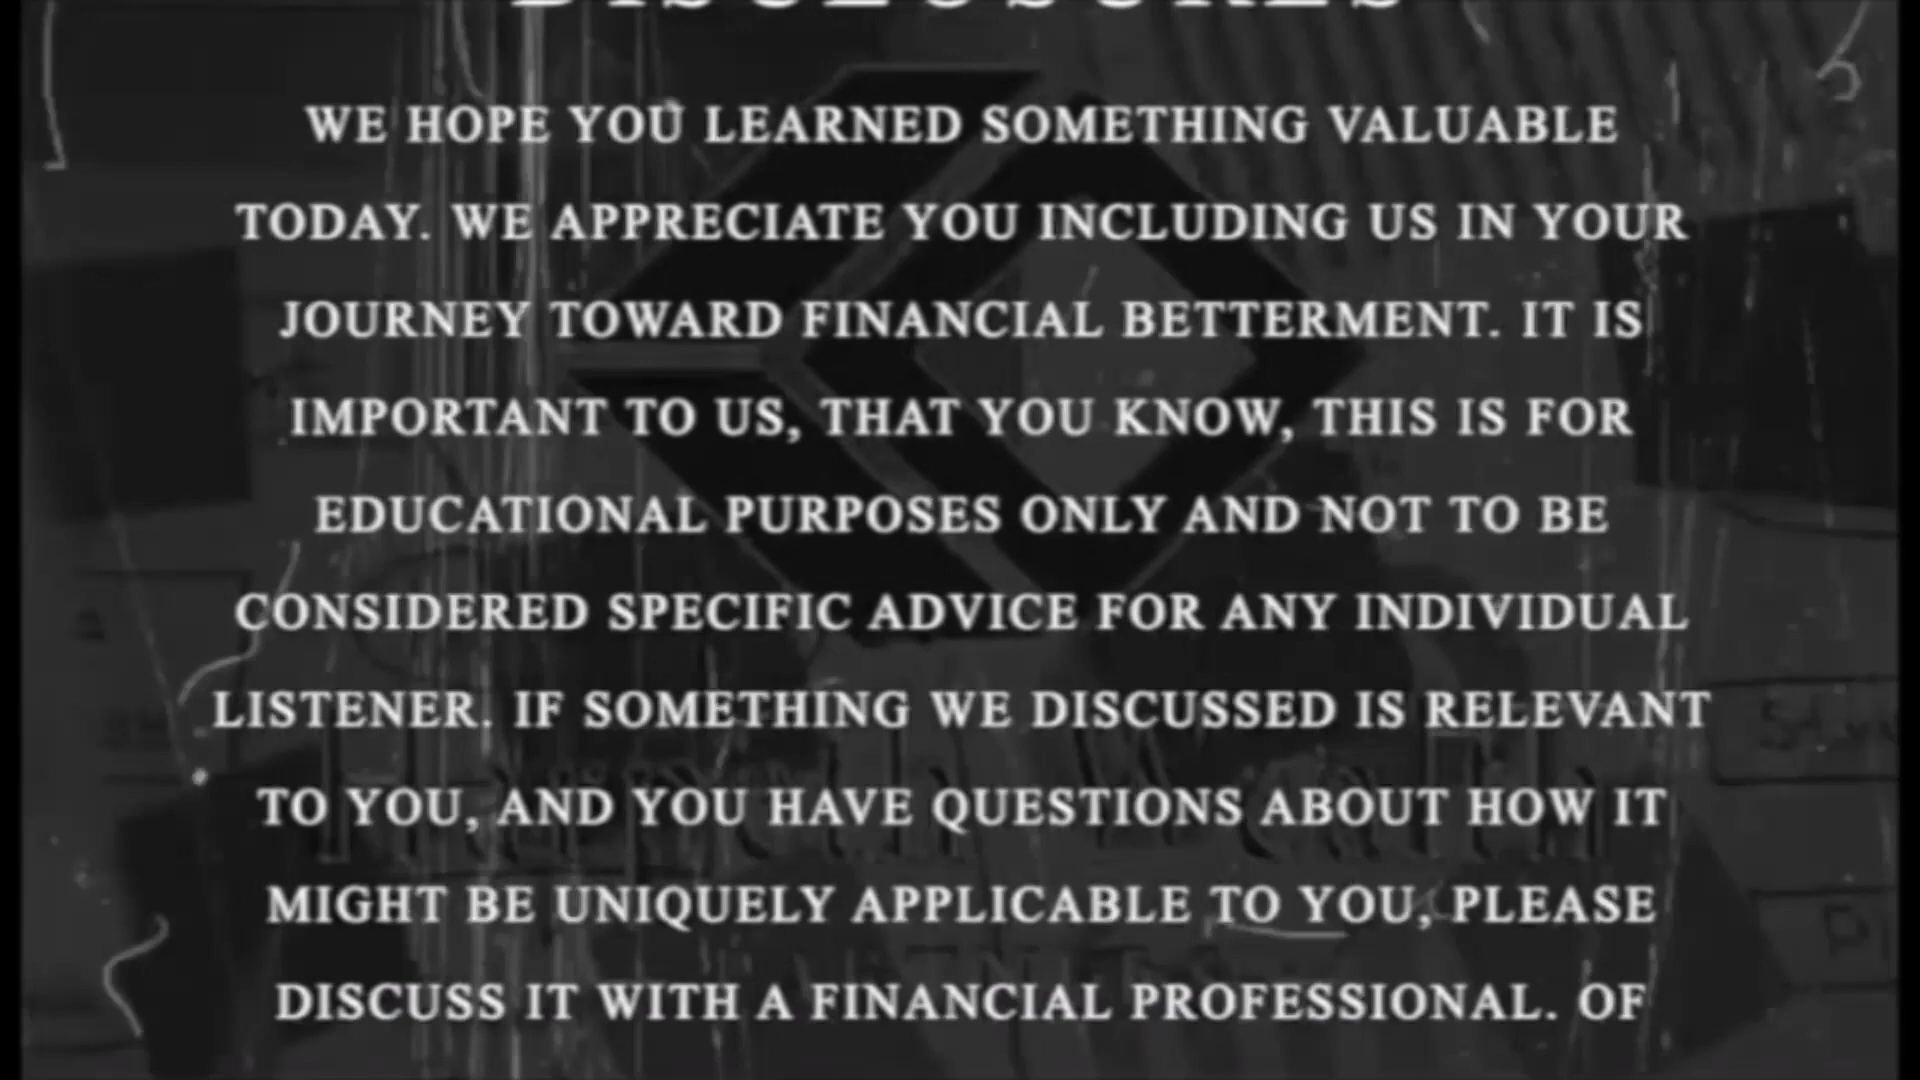 DISCLOSURES
WE HOPE YOU LEARNED SOMETHING VALUABLE
TODAY. WE APPRECIATE YOU INCLUDING US IN YOUR
JOURNEY TOWARD FINANCIAL BETTERMENT. IT IS
IMPORTANT TO US, THAT YOU KNOW, THIS IS FOR
EDUCATIONAL PURPOSES ONLY AND NOT TO BE
CONSIDERED SPECIFIC ADVICE FOR ANY INDIVIDUAL
LISTENER. IF SOMETHING WE DISCUSSED IS RELEVANT
TO YOU, AND YOU HAVE QUESTIONS ABOUT HOW IT
MIGHT BE UNIQUELY APPLICABLE TO YOU, PLEASE
DISCUSS IT WITH A FINANCIAL PROFESSIONAL. OF